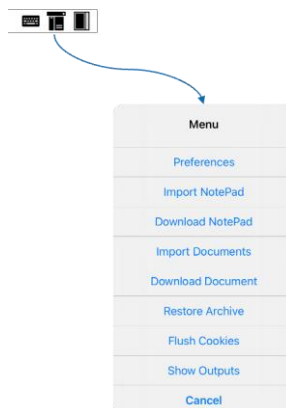 Menu
Preferences
Import NotePad
Download NotePad
Import Documents
Download Document
Restore Archive
Flush Cookies
Show Outputs
Cancel